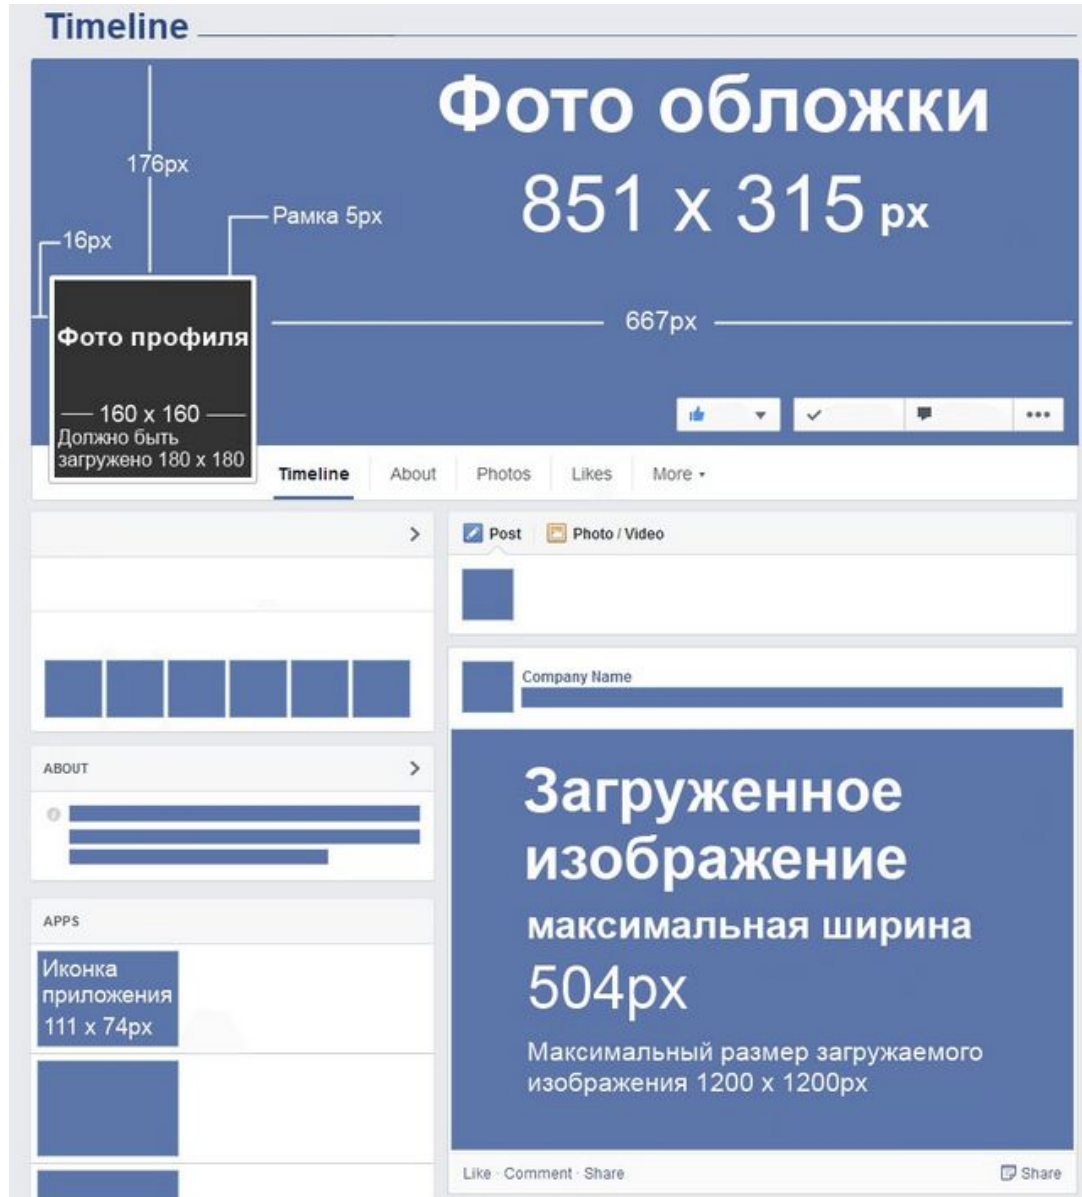 Timeline
Фото обложки
851 x 315 px
176px
Рамка 5px
16px
667px
Фото профиля
160 x 160
Должно быть
загружено 180 x 180
Timeline About Photos Likes More
Post Photo / Video
Company Name
ABOUT
Загруженное
изображение
максимальная ширина
504px
Максимальный размер загружаемого
изображения 1200 x 1200px
APPS
Иконка
приложения
111 x 74px
Like · Comment · Share Share